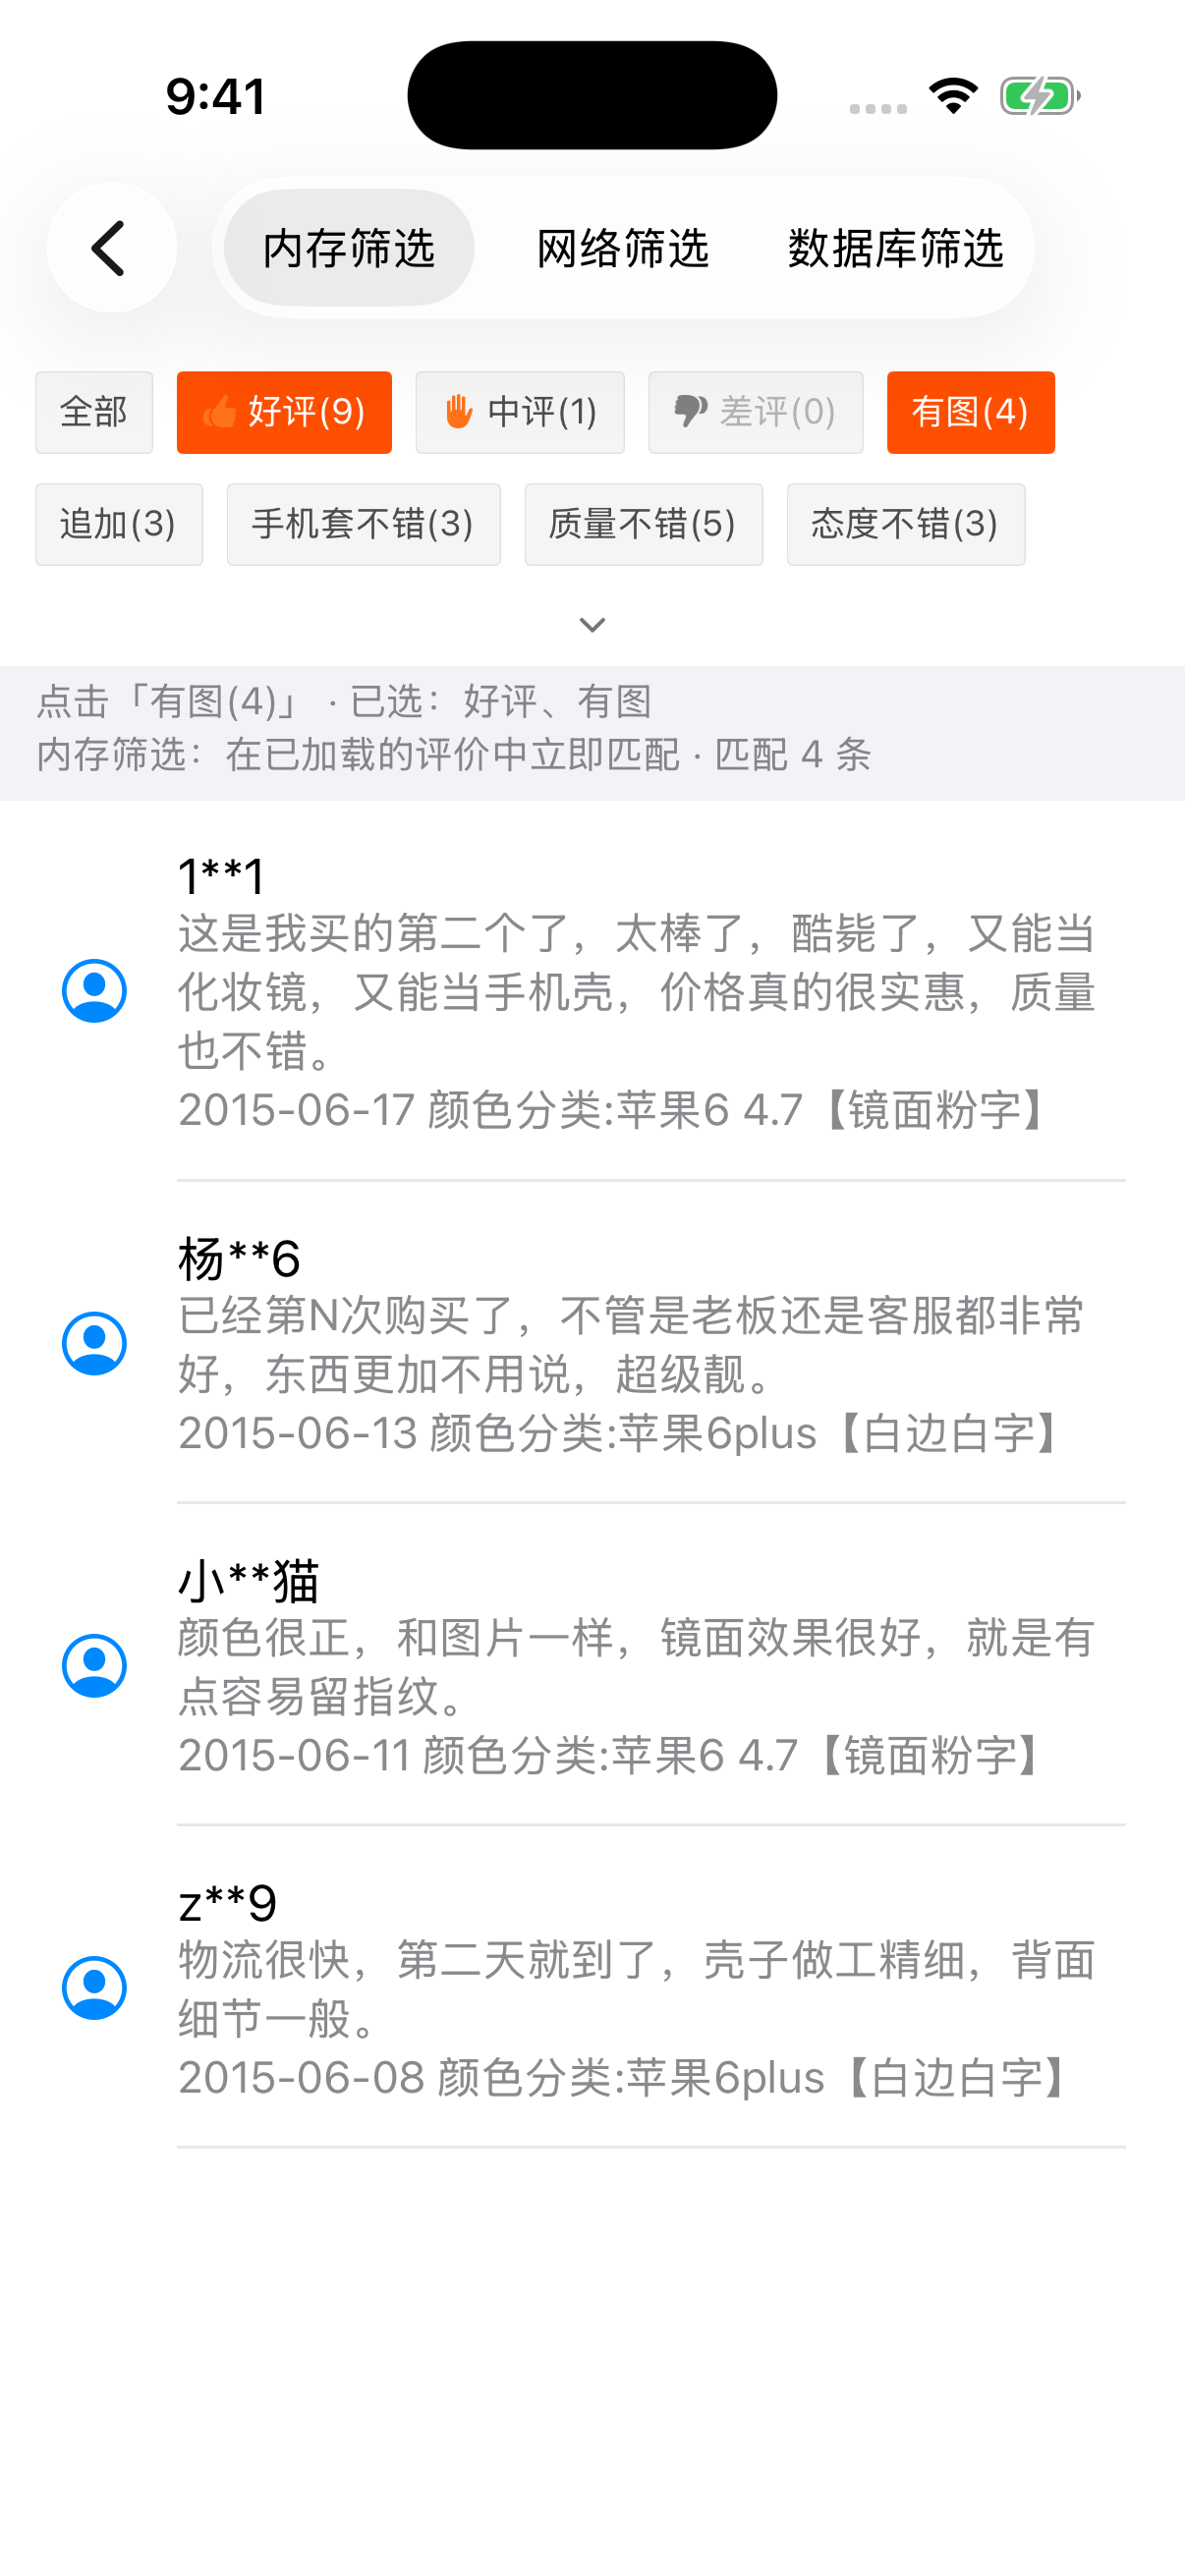 9:41
内存筛选 网络筛选 数据库筛选
全部 好评(9) 中评(1) 差评(0) 有图(4)
追加(3) 手机套不错(3) 质量不错(5) 态度不错(3)
点击「有图(4)」 · 已选：好评、有图
内存筛选：在已加载的评价中立即匹配 · 匹配 4 条
1**1
这是我买的第二个了，太棒了，酷毙了，又能当
化妆镜，又能当手机壳，价格真的很实惠，质量
也不错。
2015-06-17 颜色分类:苹果6 4.7【镜面粉字】
杨**6
已经第N次购买了，不管是老板还是客服都非常
好，东西更加不用说，超级靓。
2015-06-13 颜色分类:苹果6plus【白边白字】
小**猫
颜色很正，和图片一样，镜面效果很好，就是有
点容易留指纹。
2015-06-11 颜色分类:苹果6 4.7【镜面粉字】
z**9
物流很快，第二天就到了，壳子做工精细，背面
细节一般。
2015-06-08 颜色分类:苹果6plus【白边白字】